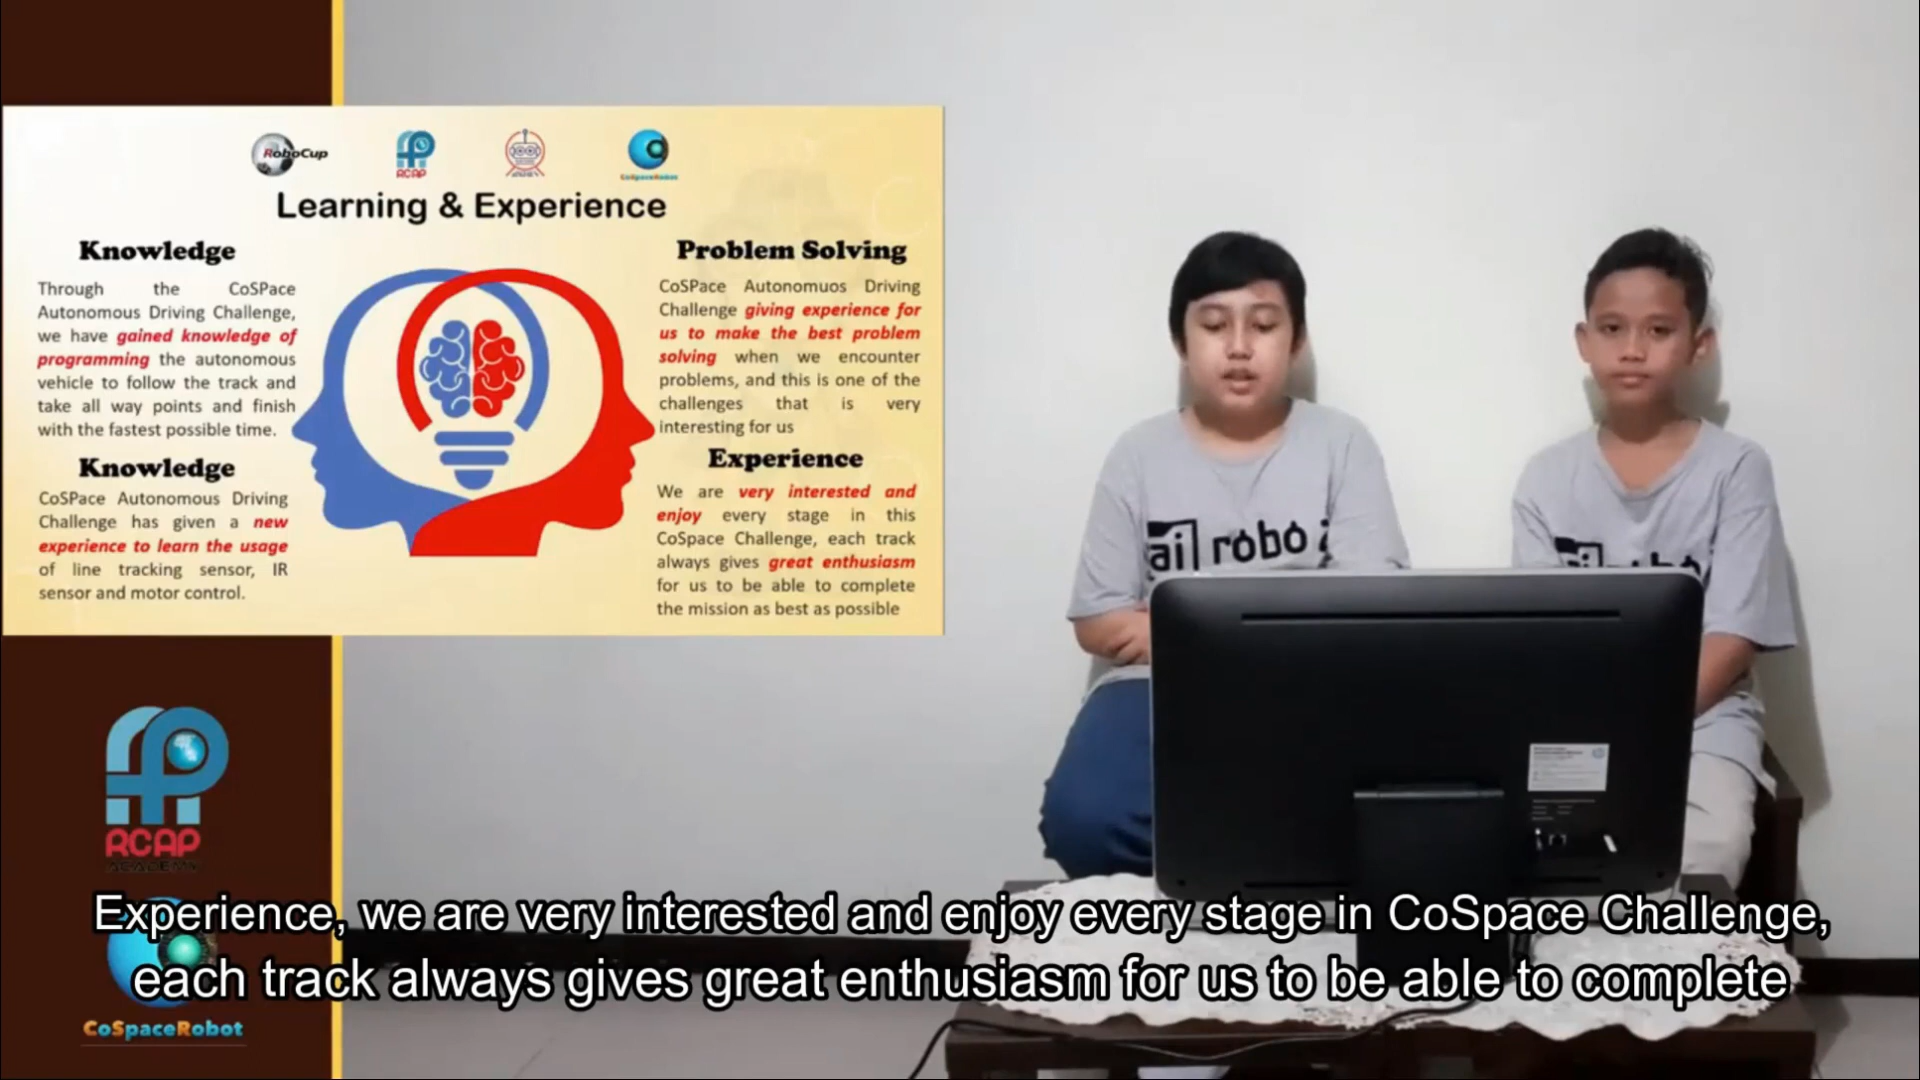 RoboCup
RCAP
CoSpaceRobot
Learning & Experience
Knowledge
Through the CoSPace
Autonomous Driving Challenge,
we have gained knowledge of
programming the autonomous
vehicle to follow the track and
take all way points and finish
with the fastest possible time.
Knowledge
CoSPace Autonomous Driving
Challenge has given a new
experience to learn the usage
of line tracking sensor, IR
sensor and motor control.
Problem Solving
CoSPace Autonomuos Driving
Challenge giving experience for
us to make the best problem
solving when we encounter
problems, and this is one of the
challenges that is very
interesting for us
Experience
We are very interested and
enjoy every stage in this
CoSpace Challenge, each track
always gives great enthusiasm
for us to be able to complete
the mission as best as possible
ai robo
RCAP
ACADEMY
Experience, we are very interested and enjoy every stage in CoSpace Challenge,
each track always gives great enthusiasm for us to be able to complete
CoSpaceRobot